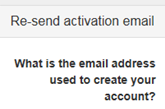 Re-send activation email
What is the email address
used to create your
account?